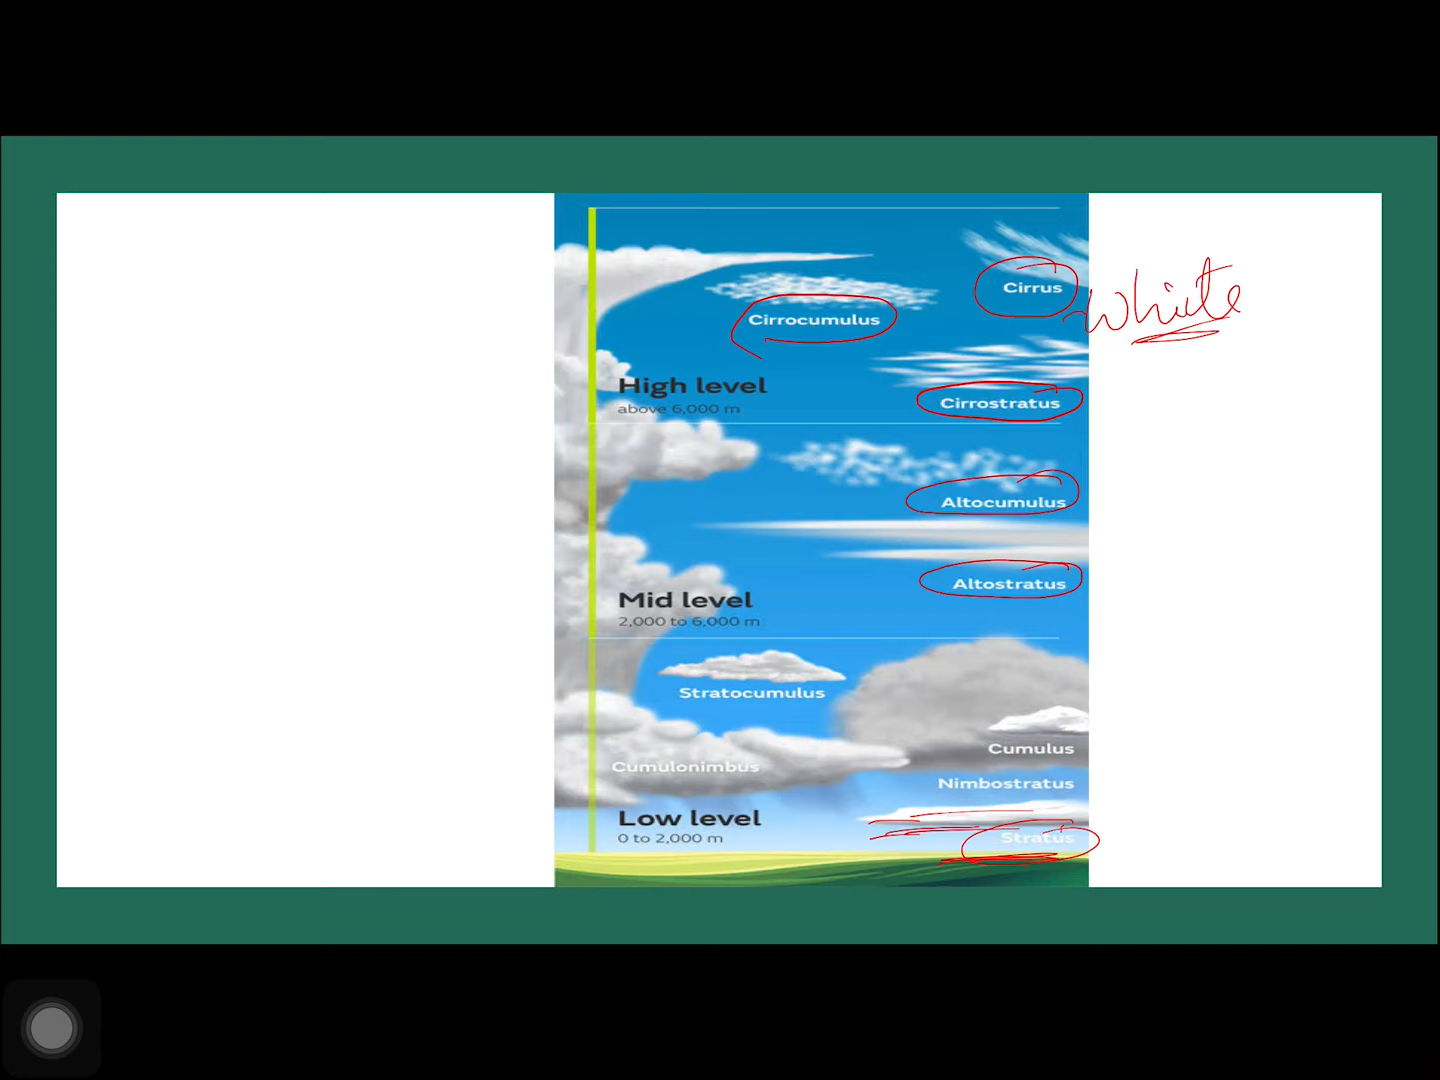 Cirrus
White
Cirrocumulus
High level
above 6,000 m
Cirrostratus
Altocumulus
Altostratus
Mid level
2,000 to 6,000 m
Stratocumulus
Cumulus
Cumulonimbus
Nimbostratus
Low level
0 to 2,000 m
Stratus